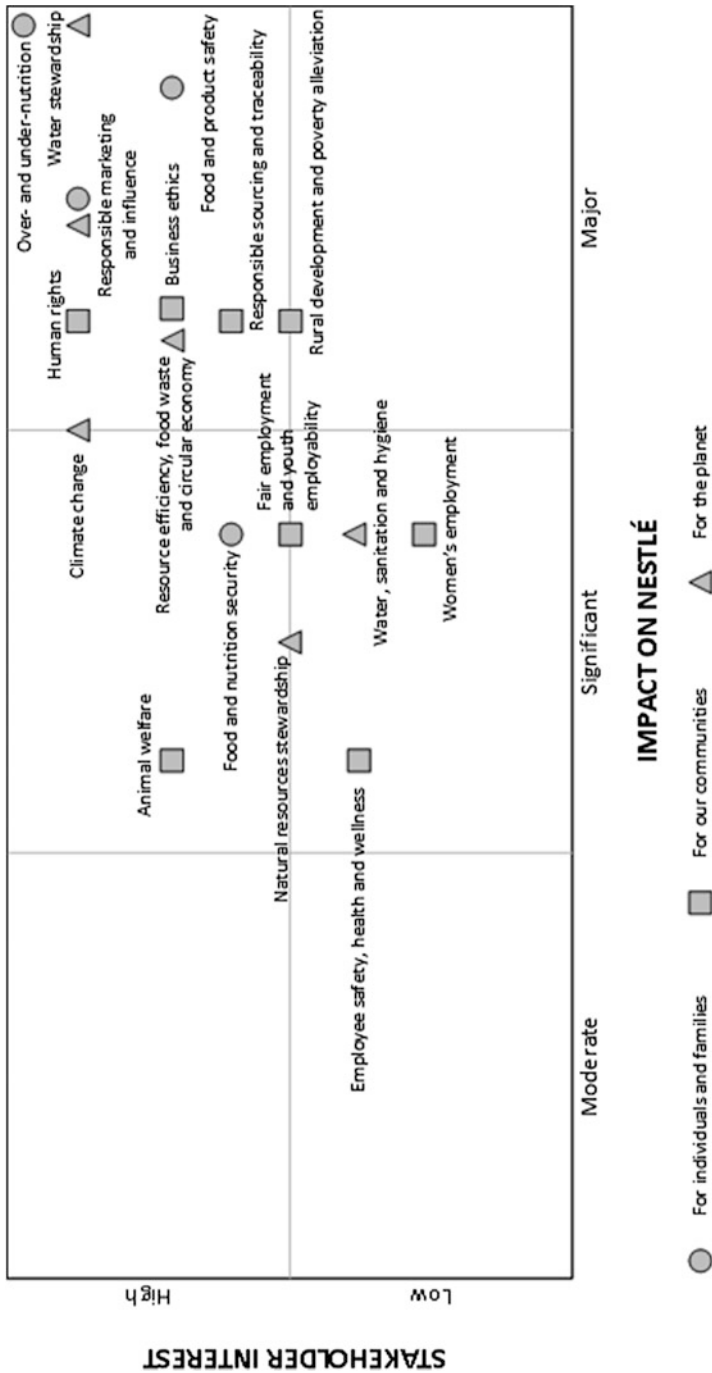 STAKEHOLDER INTEREST
High
Low
Over- and under-nutrition
Water stewardship
Responsible marketing
and influence
Human rights
Climate change
Food and product safety
Business ethics
Resource efficiency, food waste
and circular economy
Animal welfare
Responsible sourcing and traceability
Food and nutrition security
Rural development and poverty alleviation
Fair employment
and youth
employability
Natural resources stewardship
Water, sanitation and hygiene
Employee safety, health and wellness
Women's employment
Moderate
Significant
Major
IMPACT ON NESTLÉ
For individuals and families
For our communities
For the planet